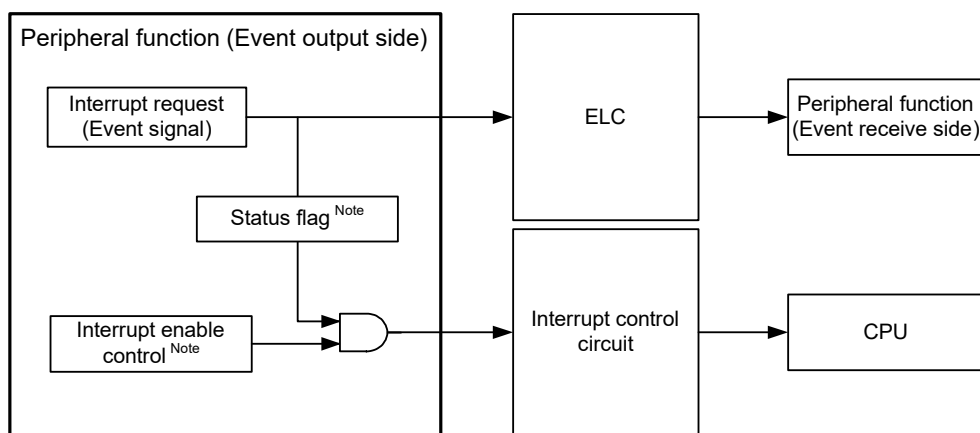 Peripheral function (Event output side)
Interrupt request
(Event signal)
ELC
Peripheral function
(Event receive side)
Status flag Note
Interrupt enable
control Note
Interrupt control
circuit
CPU